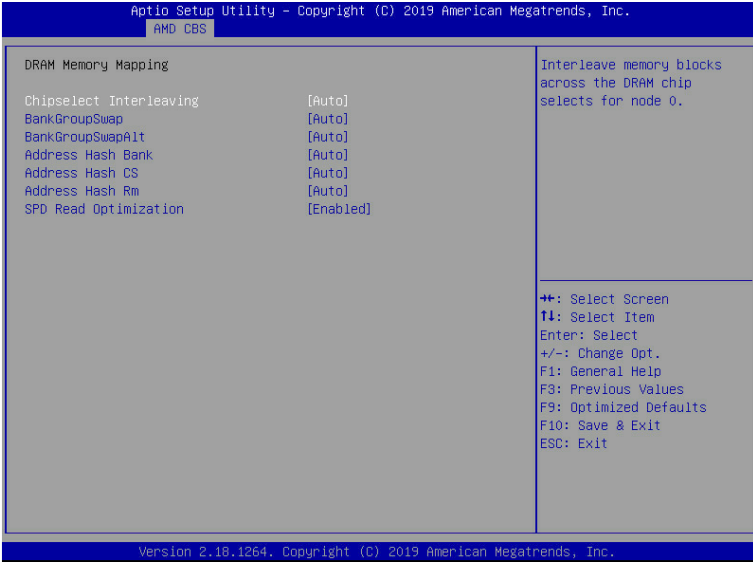 Aptio Setup Utility – Copyright (C) 2019 American Megatrends, Inc.
AMD CBS
DRAM Memory Mapping
Chipselect Interleaving [Auto]
BankGroupSwap [Auto]
BankGroupSwapAlt [Auto]
Address Hash Bank [Auto]
Address Hash CS [Auto]
Address Hash Rm [Auto]
SPD Read Optimization [Enabled]
Interleave memory blocks
across the DRAM chip
selects for node 0.
→←: Select Screen
↑↓: Select Item
Enter: Select
+/-: Change Opt.
F1: General Help
F3: Previous Values
F9: Optimized Defaults
F10: Save & Exit
ESC: Exit
Version 2.18.1264. Copyright (C) 2019 American Megatrends, Inc.